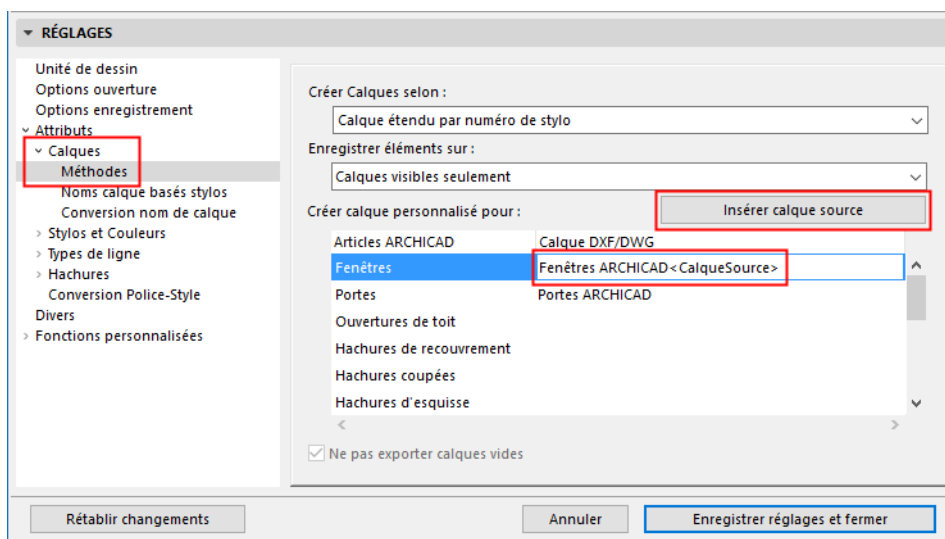 RÉGLAGES
Unité de dessin
Options ouverture
Options enregistrement
Attributs
Calques
Méthodes
Noms calque basés stylos
Conversion nom de calque
Stylos et Couleurs
Types de ligne
Hachures
Conversion Police-Style
Divers
Fonctions personnalisées
Créer Calques selon :
Calque étendu par numéro de stylo
Enregistrer éléments sur :
Calques visibles seulement
Créer calque personnalisé pour :
Insérer calque source
Articles ARCHICAD Calque DXF/DWG
Fenêtres Fenêtres ARCHICAD<CalqueSource>
Portes Portes ARCHICAD
Ouvertures de toit
Hachures de recouvrement
Hachures coupées
Hachures d'esquisse
Ne pas exporter calques vides
Rétablir changements Annuler Enregistrer réglages et fermer